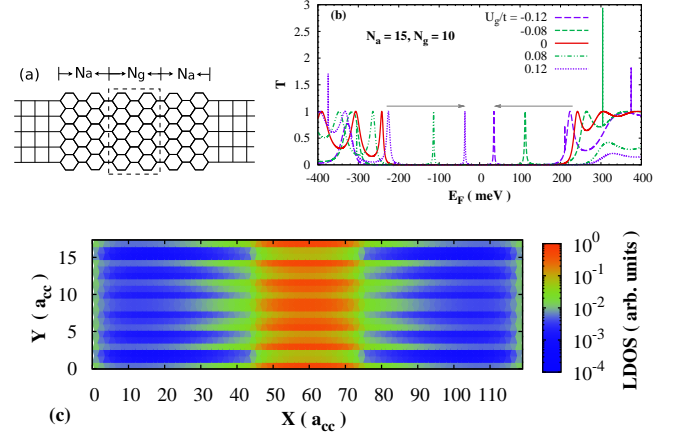 (a) Na Ng Na
(b)
Na = 15, Ng = 10
Ug/t = -0.12
-0.08
0
0.08
0.12
T
3
2.5
2
1.5
1
0.5
0
-400 -300 -200 -100 0 100 200 300 400
EF ( meV )
Y ( acc )
15
10
5
0
0 10 20 30 40 50 60 70 80 90 100 110
X ( acc )
(c)
10^0
10^-1
10^-2
10^-3
10^-4
LDOS ( arb. units )